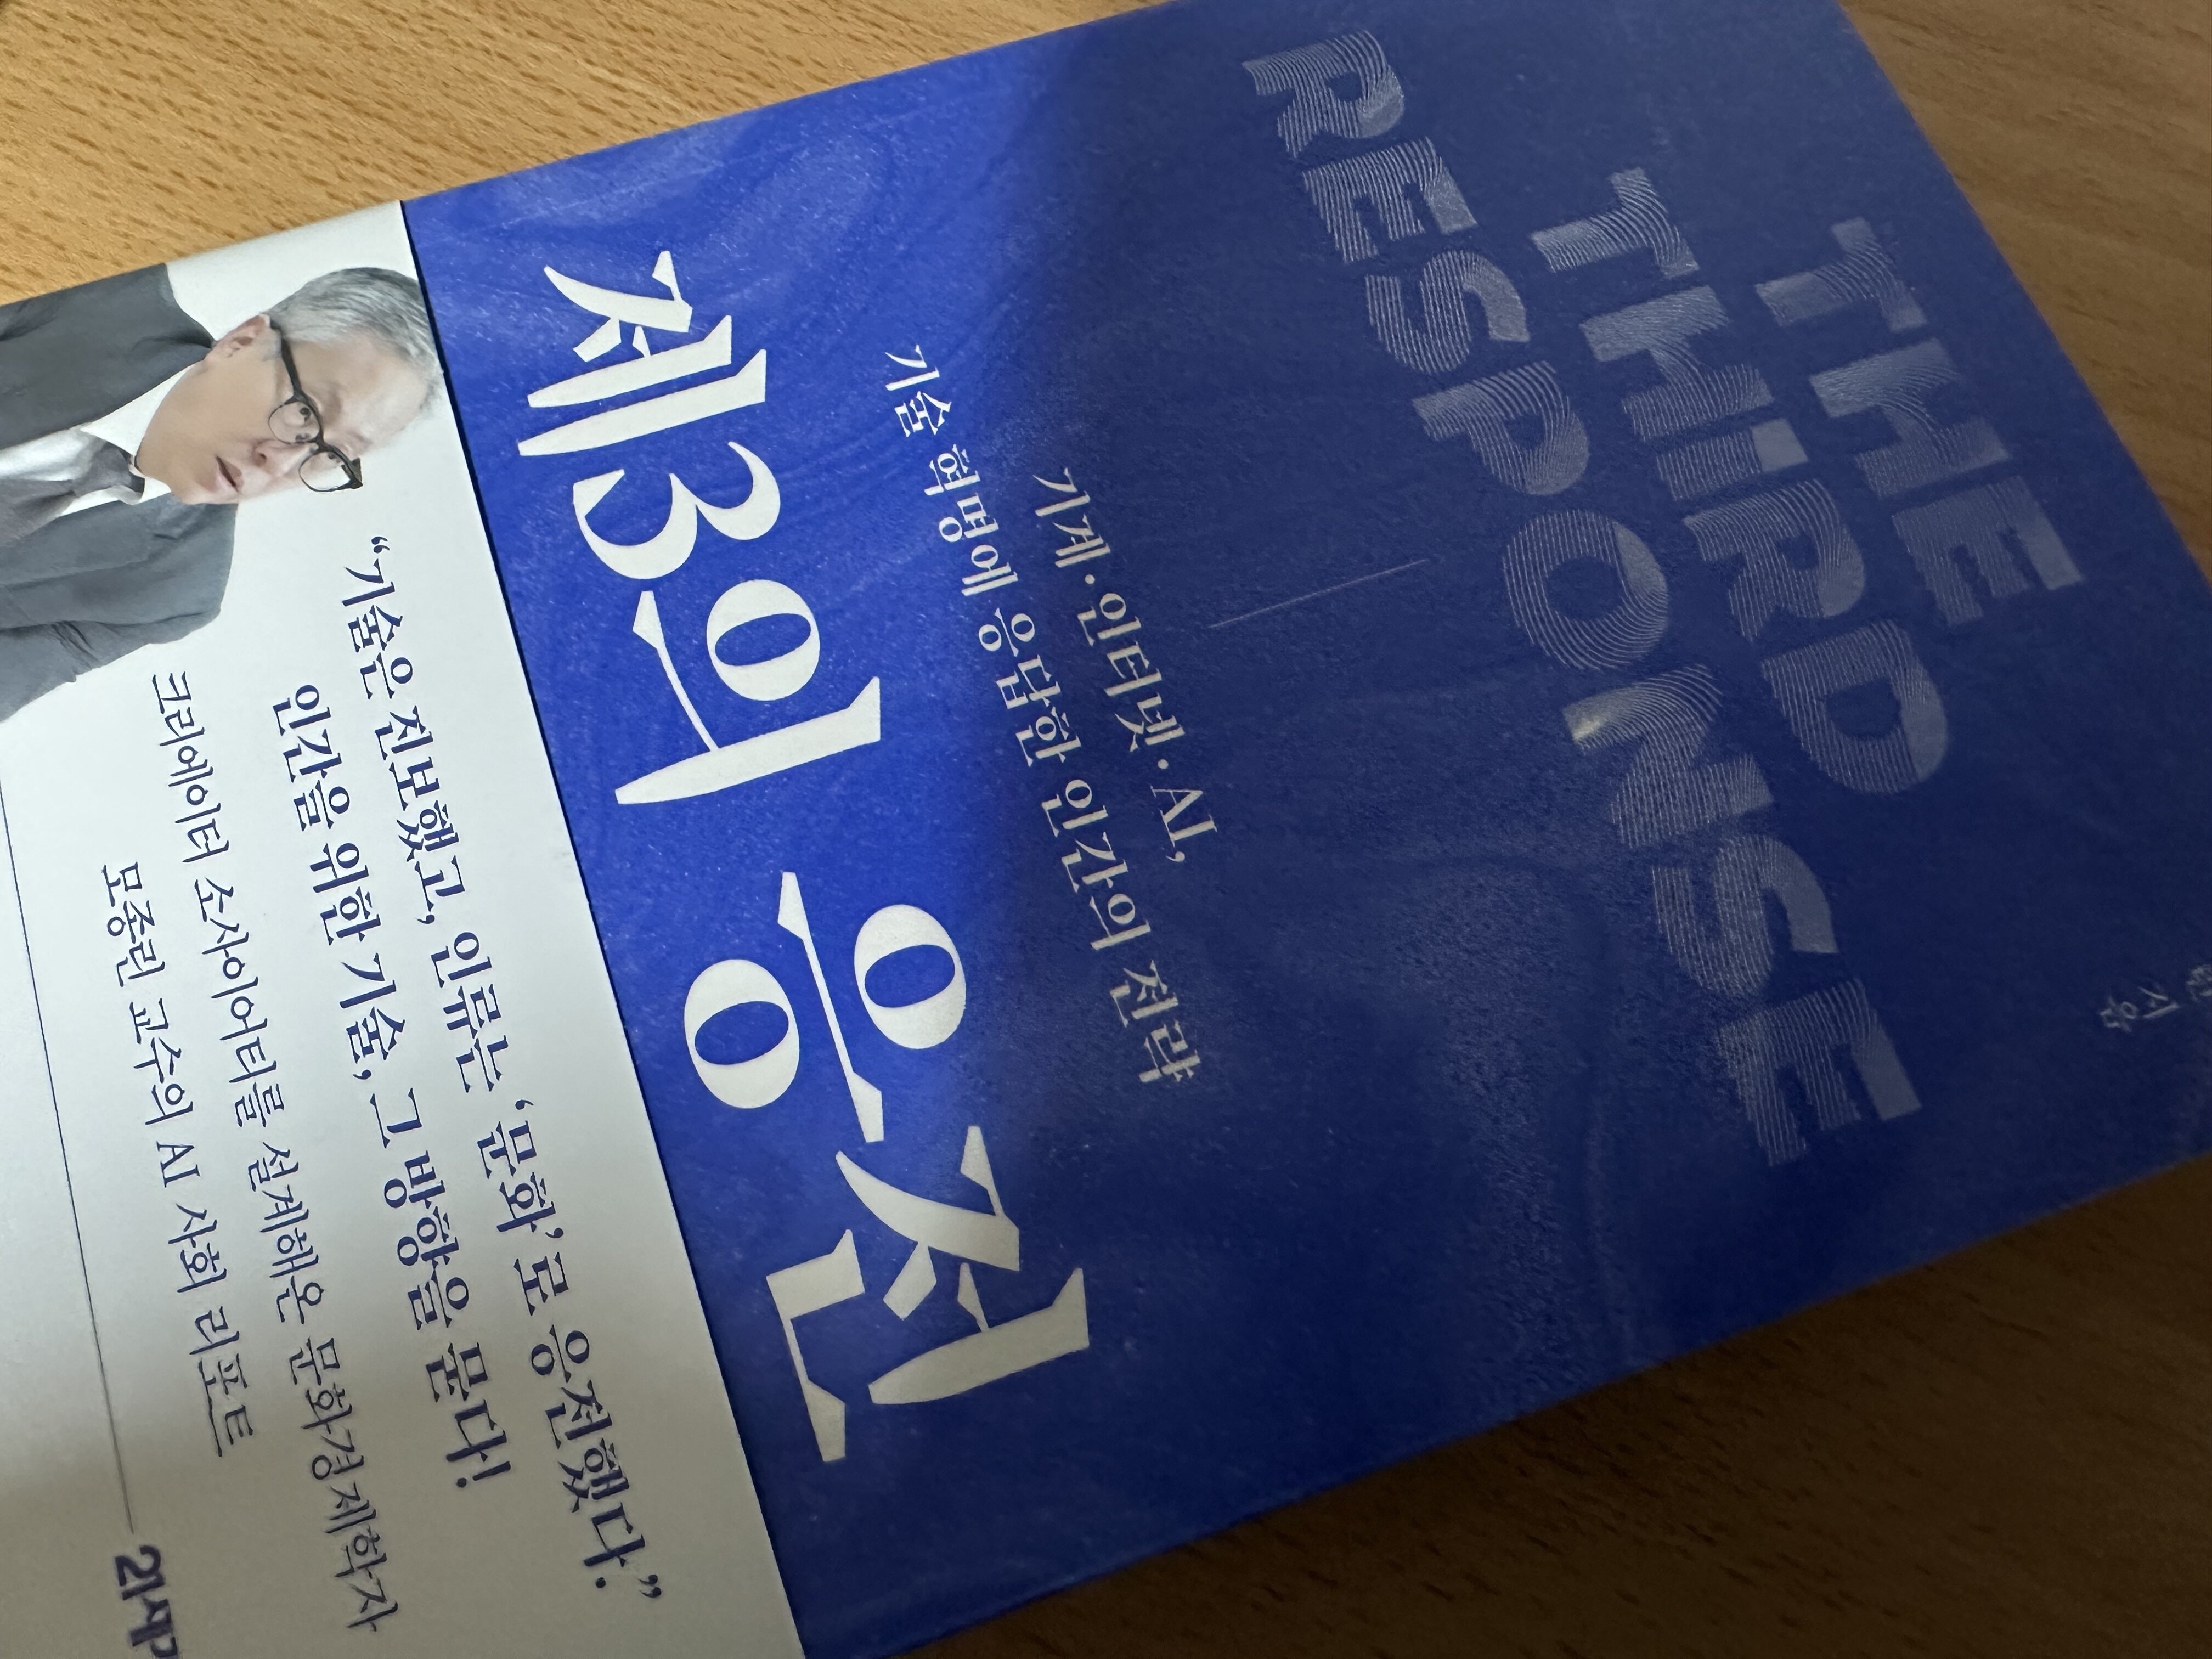 THE
THIRD
RESPONSE
기계·인터넷·AI,
기술 혁명에 응답한 인간의 전략
제3의 응전
“기술은 진보했고, 인류는 ‘문화’로 응전했다.”
인간을 위한 기술, 그 방향을 묻다!
크리에이터 소사이어티를 설계해온 문화경제학자
모종린 교수의 AI 사회 리포트